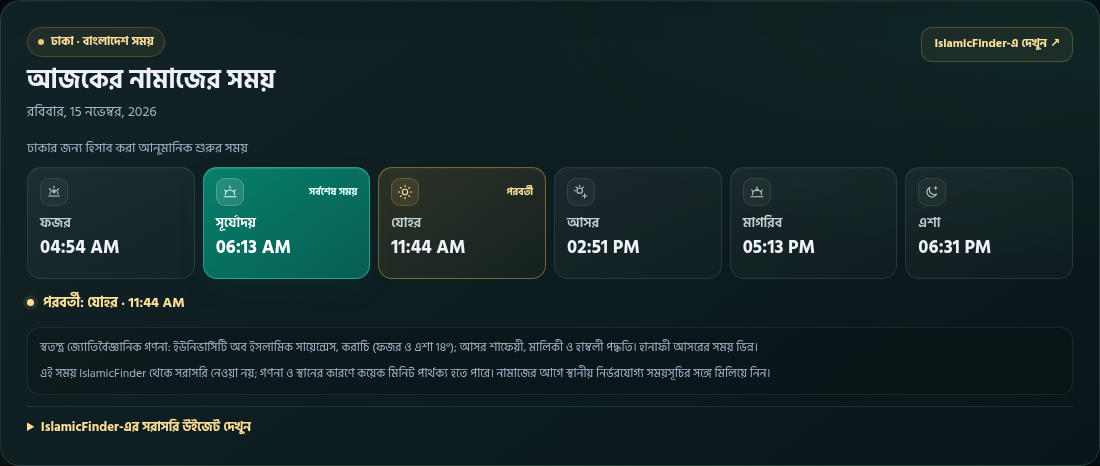 ঢাকা · বাংলাদেশ সময়
IslamicFinder-এ দেখুন ↗
আজকের নামাজের সময়
রবিবার, 15 নভেম্বর, 2026
ঢাকার জন্য হিসাব করা আনুমানিক শুরুর সময়
ফজর
04:54 AM
সর্বশেষ সময়
সূর্যোদয়
06:13 AM
পরবর্তী
যোহর
11:44 AM
আসর
02:51 PM
মাগরিব
05:13 PM
এশা
06:31 PM
পরবর্তী: যোহর · 11:44 AM
স্বতন্ত্র জ্যোতির্বৈজ্ঞানিক গণনা: ইউনিভার্সিটি অব ইসলামিক সায়েন্সেস, করাচি (ফজর ও এশা 18°); আসর শাফেয়ী, মালিকী ও হাম্বলী পদ্ধতি। হানাফী আসরের সময় ভিন্ন।
এই সময় IslamicFinder থেকে সরাসরি নেওয়া নয়; গণনা ও স্থানের কারণে কয়েক মিনিট পার্থক্য হতে পারে। নামাজের আগে স্থানীয় নির্ভরযোগ্য সময়সূচির সঙ্গে মিলিয়ে নিন।
▶ IslamicFinder-এর সরাসরি উইজেট দেখুন